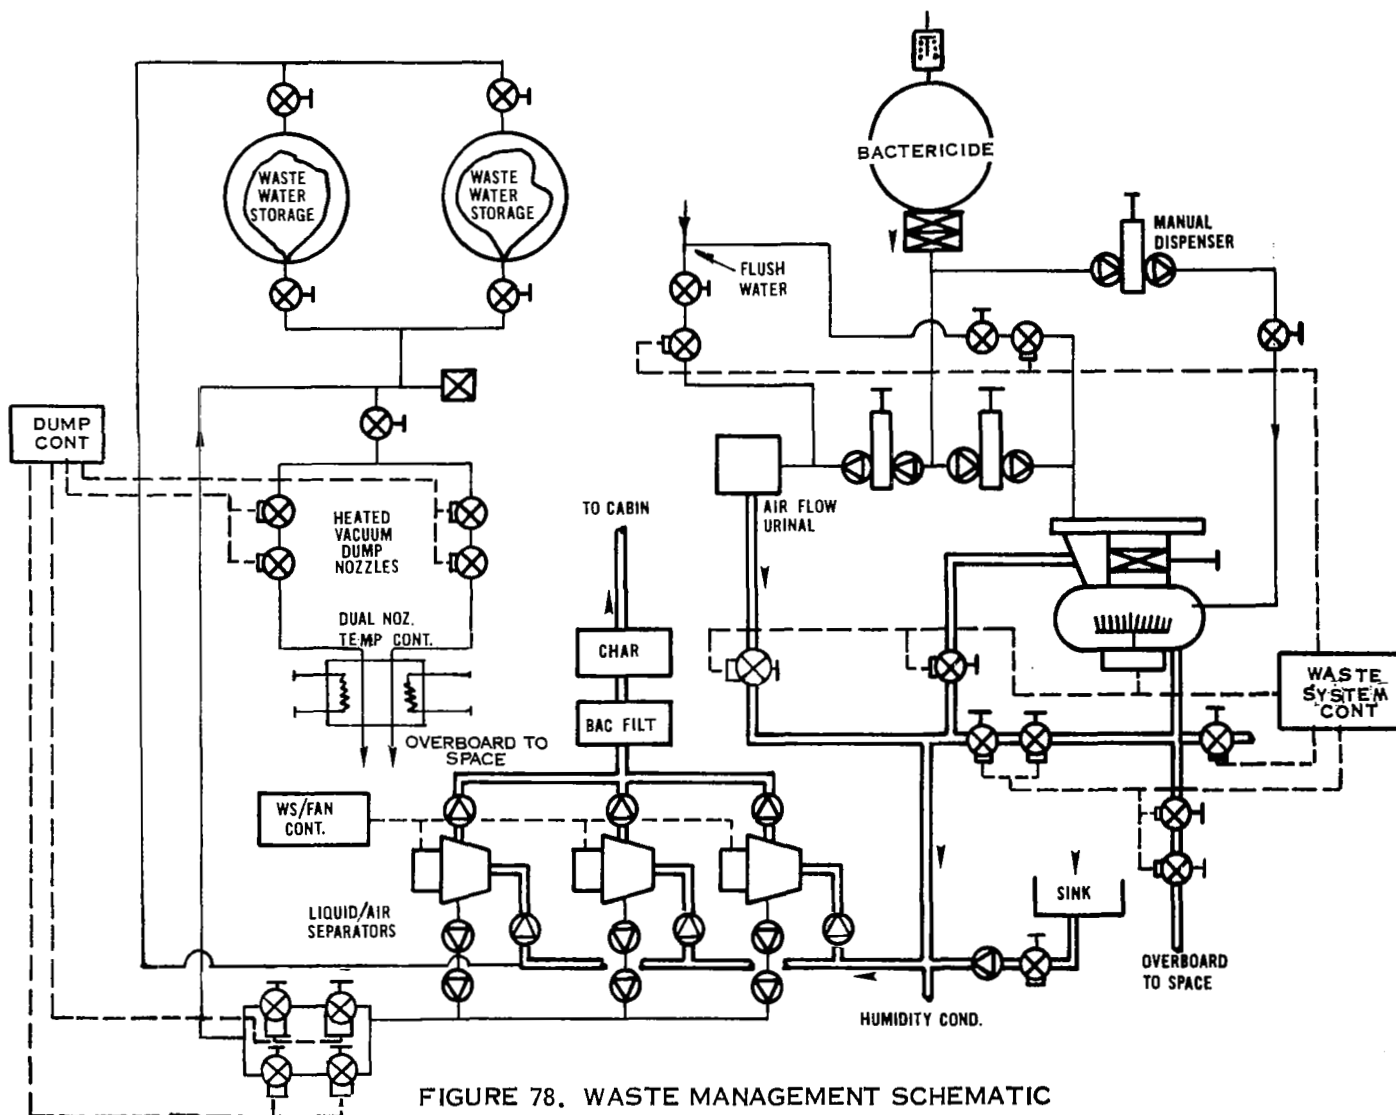 BACTERICIDE
WASTE
WATER
STORAGE
WASTE
WATER
STORAGE
MANUAL
DISPENSER
FLUSH
WATER
DUMP
CONT
HEATED
VACUUM
DUMP
NOZZLES
TO CABIN
AIR FLOW
URINAL
DUAL NOZ.
TEMP CONT.
CHAR
WASTE
SYSTEM
CONT
BAC FILT
OVERBOARD TO
SPACE
WS/FAN
CONT.
SINK
LIQUID/AIR
SEPARATORS
OVERBOARD
TO SPACE
HUMIDITY COND.
FIGURE 78. WASTE MANAGEMENT SCHEMATIC